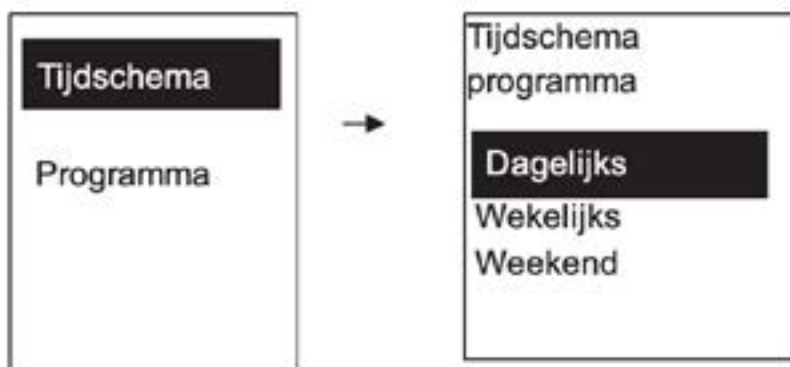 Tijdschema
Programma
Tijdschema
programma
Dagelijks
Wekelijks
Weekend